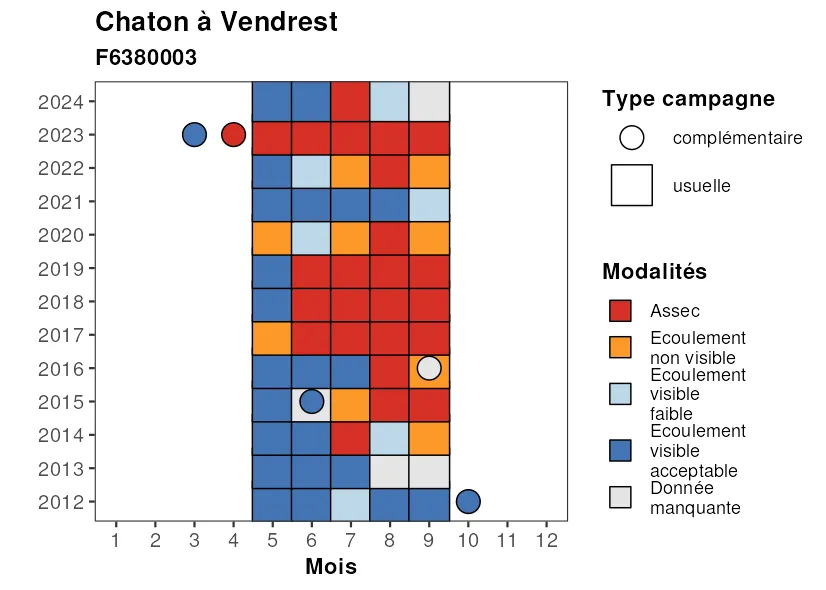 Chaton à Vendrest
F6380003
2024
2023
2022
2021
2020
2019
2018
2017
2016
2015
2014
2013
2012
1 2 3 4 5 6 7 8 9 10 11 12
Mois
Type campagne
complémentaire
usuelle
Modalités
Assec
Ecoulement
non visible
Ecoulement
visible
faible
Ecoulement
visible
acceptable
Donnée
manquante